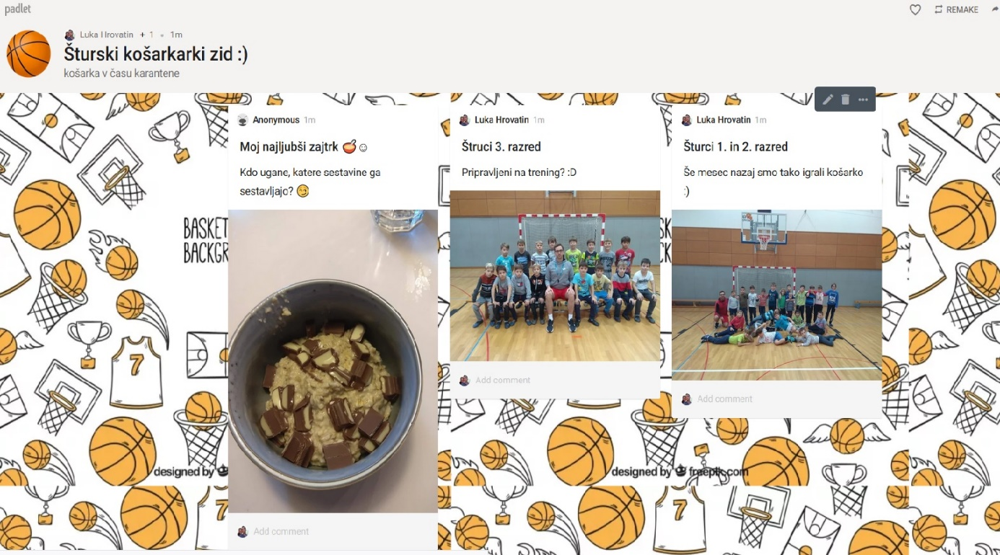 padlet
REMAKE
Luka Hrovatin + 1 • 1m
Šturski košarkarki zid :)
košarka v času karantene
Anonymous 1m
Moj najljubši zajtrk
Kdo ugane, katere sestavine ga
sestavljajo?
Add comment
Luka Hrovatin 1m
Štruci 3. razred
Pripravljeni na trening? :D
Add comment
Luka Hrovatin 1m
Šturci 1. in 2. razred
Še mesec nazaj smo tako igrali košarko
:)
Add comment
BASKET
BACKGR
7
designed by
designed by freepik.com
7
7